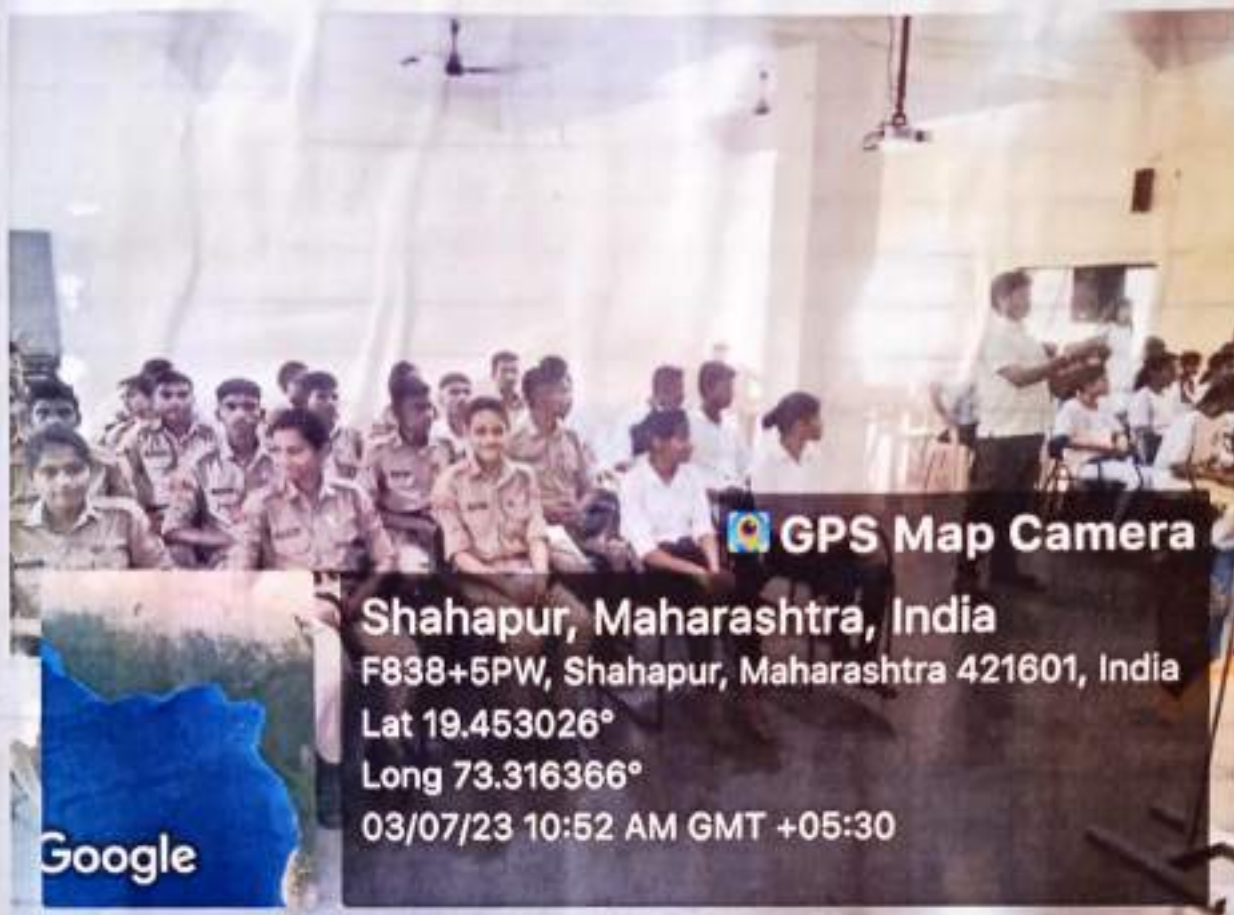 GPS Map Camera
Shahapur, Maharashtra, India
F838+5PW, Shahapur, Maharashtra 421601, India
Lat 19.453026°
Long 73.316366°
03/07/23 10:52 AM GMT +05:30
Google